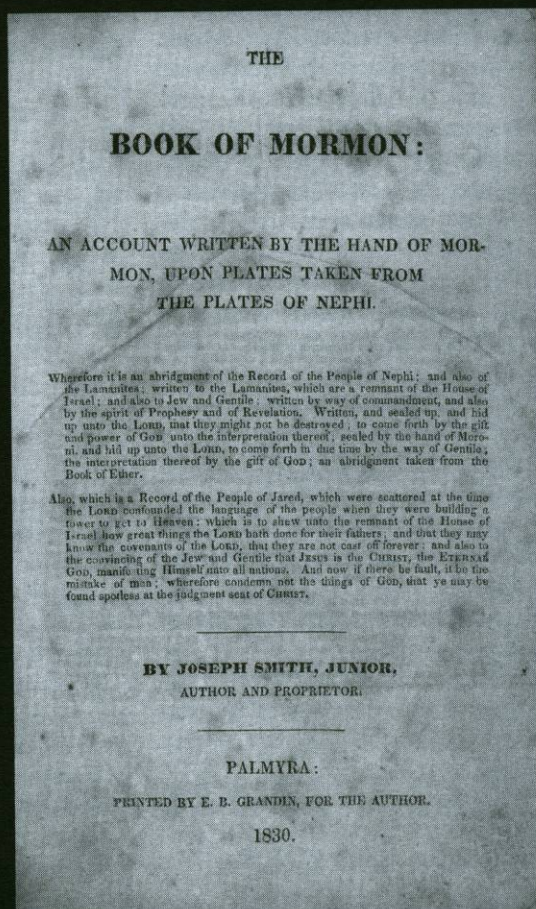 THE
BOOK OF MORMON:
AN ACCOUNT WRITTEN BY THE HAND OF MOR-
MON, UPON PLATES TAKEN FROM
THE PLATES OF NEPHI.
Wherefore it is an abridgment of the Record of the People of Nephi; and also of
the Lamanites; written to the Lamanites, which are a remnant of the House of
Israel; and also to Jew and Gentile; written by way of commandment, and also
by the spirit of Prophesy and of Revelation. Written, and sealed up, and hid
up unto the LORD, that they might not be destroyed; to come forth by the gift
and power of GOD, unto the interpretation thereof; sealed by the hand of Moro-
ni, and hid up unto the LORD, to come forth in due time by the way of Gentile;
the interpretation thereof by the gift of GOD; an abridgment taken from the
Book of Ether.
Also, which is a Record of the People of Jared, which were scattered at the time
the LORD confounded the language of the people when they were building a
tower to get to Heaven: which is to shew unto the remnant of the House of
Israel how great things the LORD hath done for their fathers; and that they may
know the covenants of the LORD, that they are not cast off forever; and also to
the convincing of the Jew and Gentile that JESUS is the CHRIST, the ETERNAL
GOD, manifesting Himself unto all nations. And now if there be fault, it be the
mistake of men; wherefore condemn not the things of GOD, that ye may be
found spotless at the judgment seat of CHRIST.
BY JOSEPH SMITH, JUNIOR,
AUTHOR AND PROPRIETOR.
PALMYRA:
PRINTED BY E. B. GRANDIN, FOR THE AUTHOR.
1830.